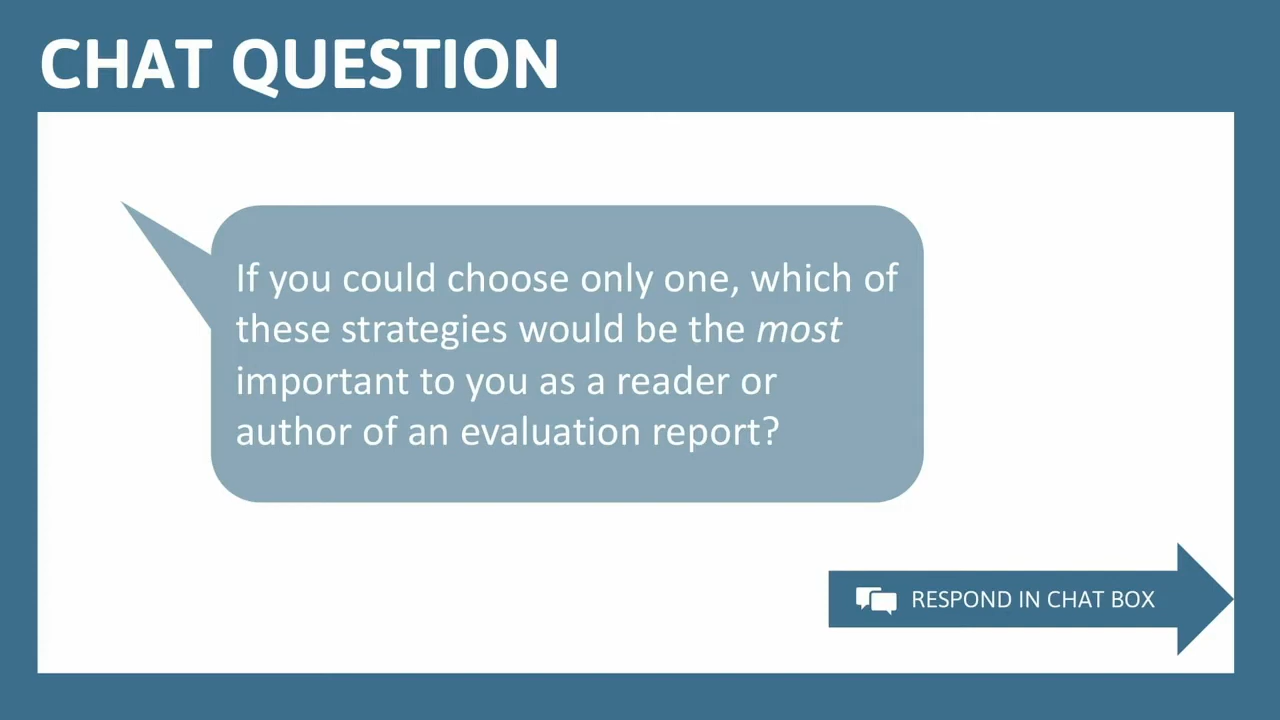 CHAT QUESTION
If you could choose only one, which of
these strategies would be the most
important to you as a reader or
author of an evaluation report?
RESPOND IN CHAT BOX